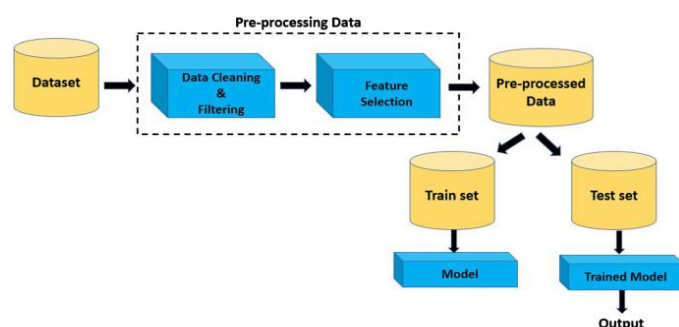 Pre-processing Data
Dataset
Data Cleaning
&
Filtering
Feature
Selection
Pre-processed
Data
Train set
Test set
Model
Trained Model
Output